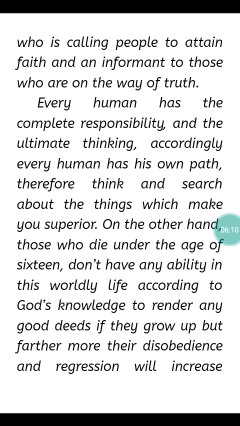 who is calling people to attain
faith and an informant to those
who are on the way of truth.
Every human has the
complete responsibility, and the
ultimate thinking, accordingly
every human has his own path,
therefore think and search
about the things which make
you superior. On the other hand,
06:10
those who die under the age of
sixteen, don't have any ability in
this worldly life according to
God's knowledge to render any
good deeds if they grow up but
farther more their disobedience
and regression will increase